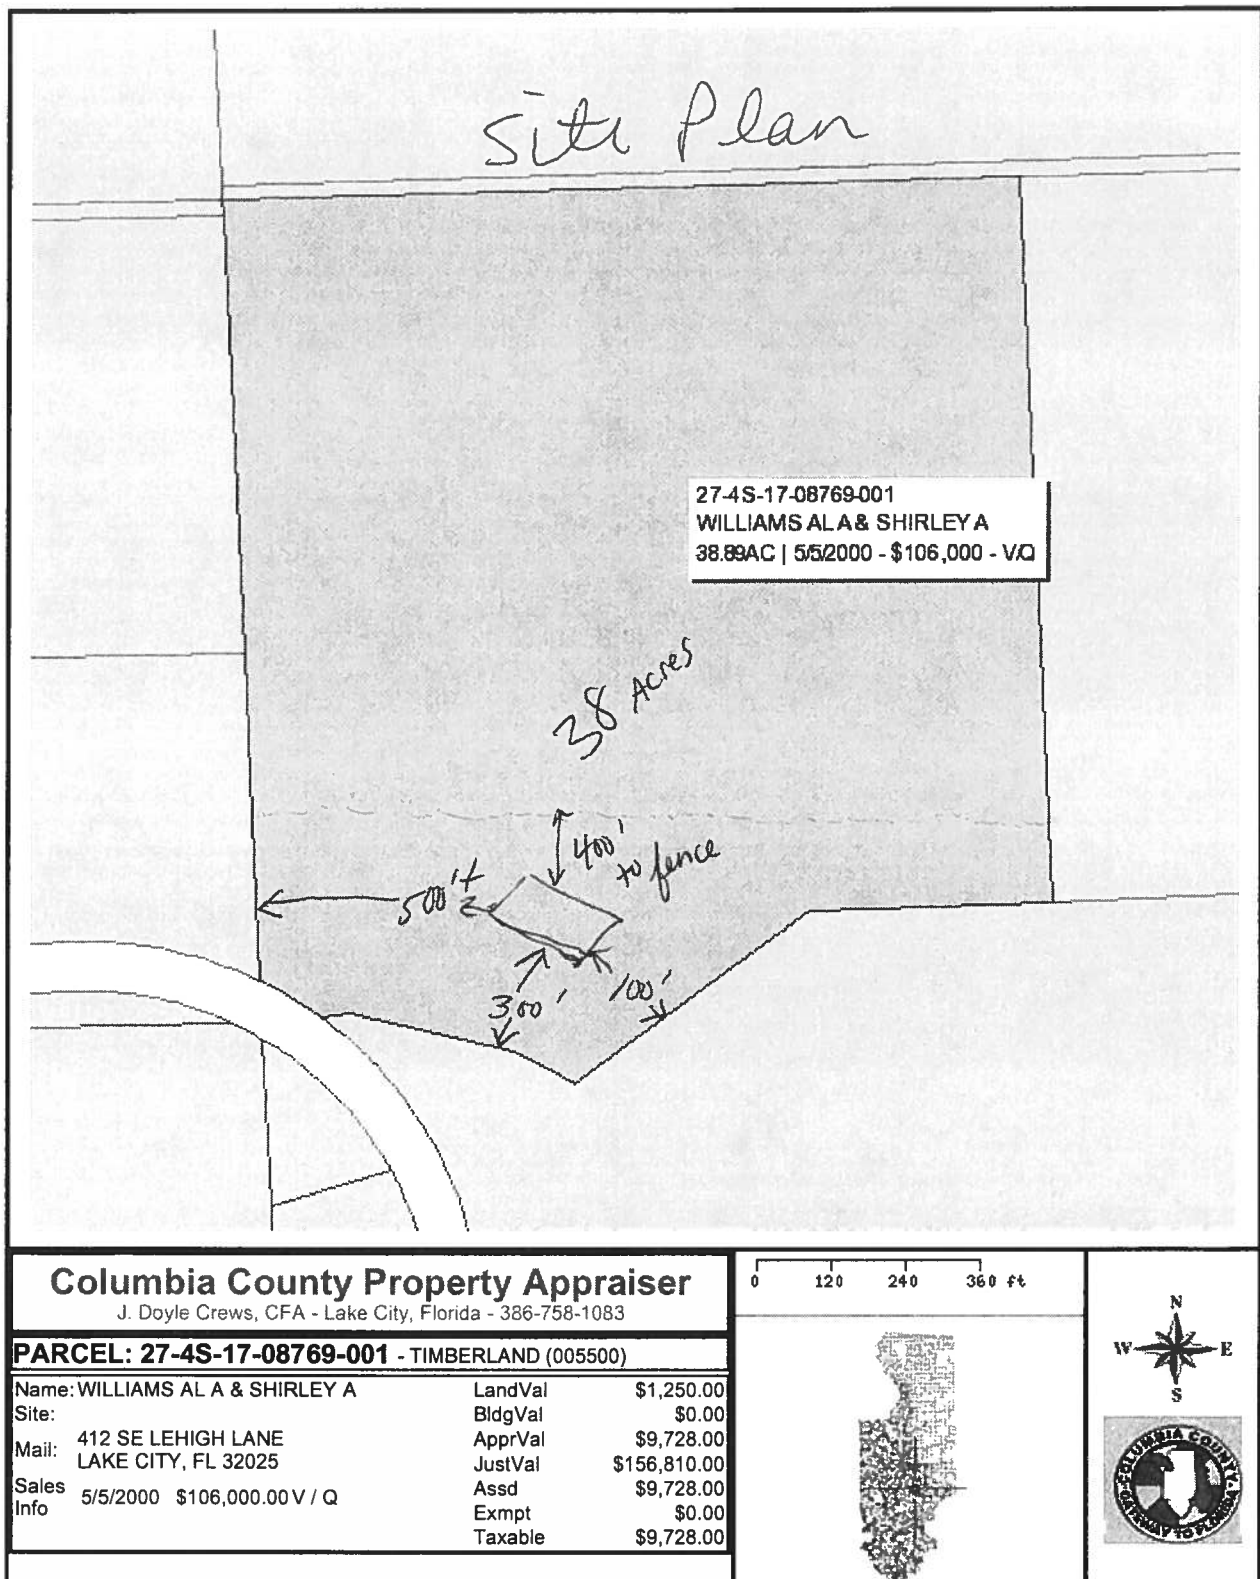 Site Plan
27-4S-17-08769-001
WILLIAMS AL A & SHIRLEY A
38.89AC | 5/5/2000 - $106,000 - V/Q
38 Acres
400'
to fence
500'±
300'
100'
Columbia County Property Appraiser
J. Doyle Crews, CFA - Lake City, Florida - 386-758-1083
PARCEL: 27-4S-17-08769-001 - TIMBERLAND (005500)
Name: WILLIAMS AL A & SHIRLEY A
Site:
Mail: 412 SE LEHIGH LANE
LAKE CITY, FL 32025
Sales Info 5/5/2000 $106,000.00 V / Q
LandVal $1,250.00
BldgVal $0.00
ApprVal $9,728.00
JustVal $156,810.00
Assd $9,728.00
Exmpt $0.00
Taxable $9,728.00
0 120 240 360 ft
N
W E
S
COLUMBIA COUNTY
GATEWAY TO FLORIDA